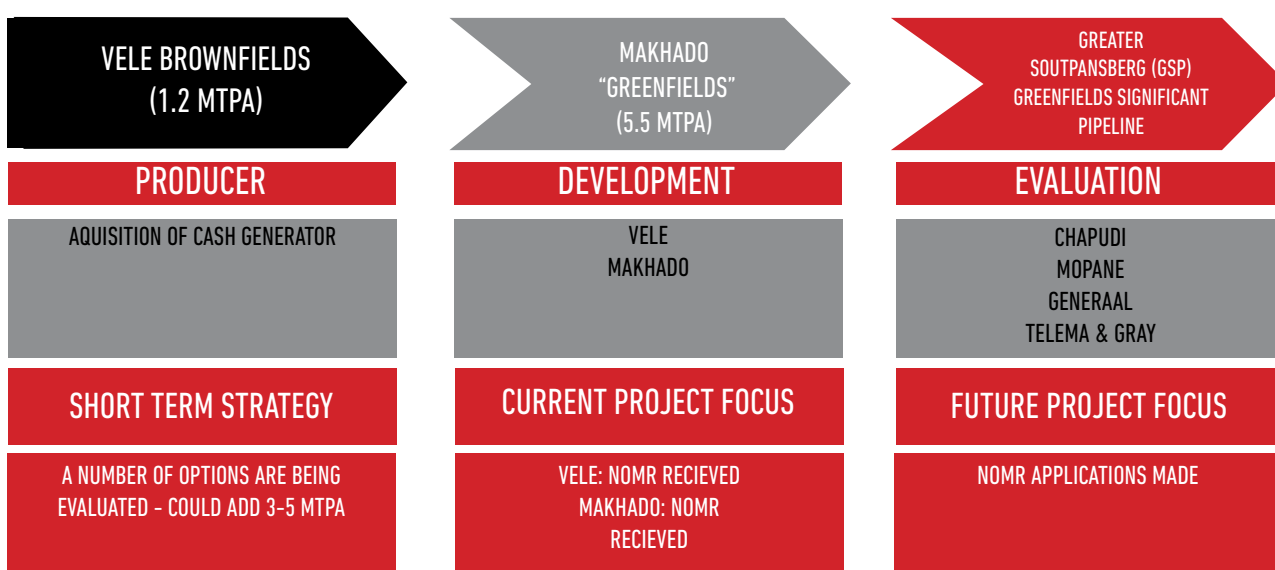 VELE BROWNFIELDS
(1.2 MTPA)
MAKHADO
“GREENFIELDS”
(5.5 MTPA)
GREATER
SOUTPANSBERG (GSP)
GREENFIELDS SIGNIFICANT
PIPELINE
PRODUCER
DEVELOPMENT
EVALUATION
AQUISITION OF CASH GENERATOR
VELE
MAKHADO
CHAPUDI
MOPANE
GENERAAL
TELEMA & GRAY
SHORT TERM STRATEGY
CURRENT PROJECT FOCUS
FUTURE PROJECT FOCUS
A NUMBER OF OPTIONS ARE BEING
EVALUATED - COULD ADD 3-5 MTPA
VELE: NOMR RECIEVED
MAKHADO: NOMR
RECIEVED
NOMR APPLICATIONS MADE